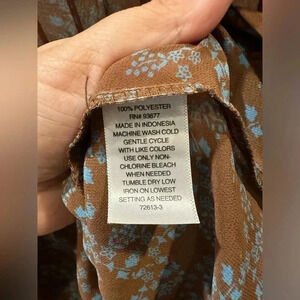 100% POLYESTER
RN# 93677
MADE IN INDONESIA
MACHINE WASH COLD
GENTLE CYCLE
WITH LIKE COLORS
USE ONLY NON-
CHLORINE BLEACH
WHEN NEEDED
TUMBLE DRY LOW
IRON ON LOWEST
SETTING AS NEEDED
72613-3